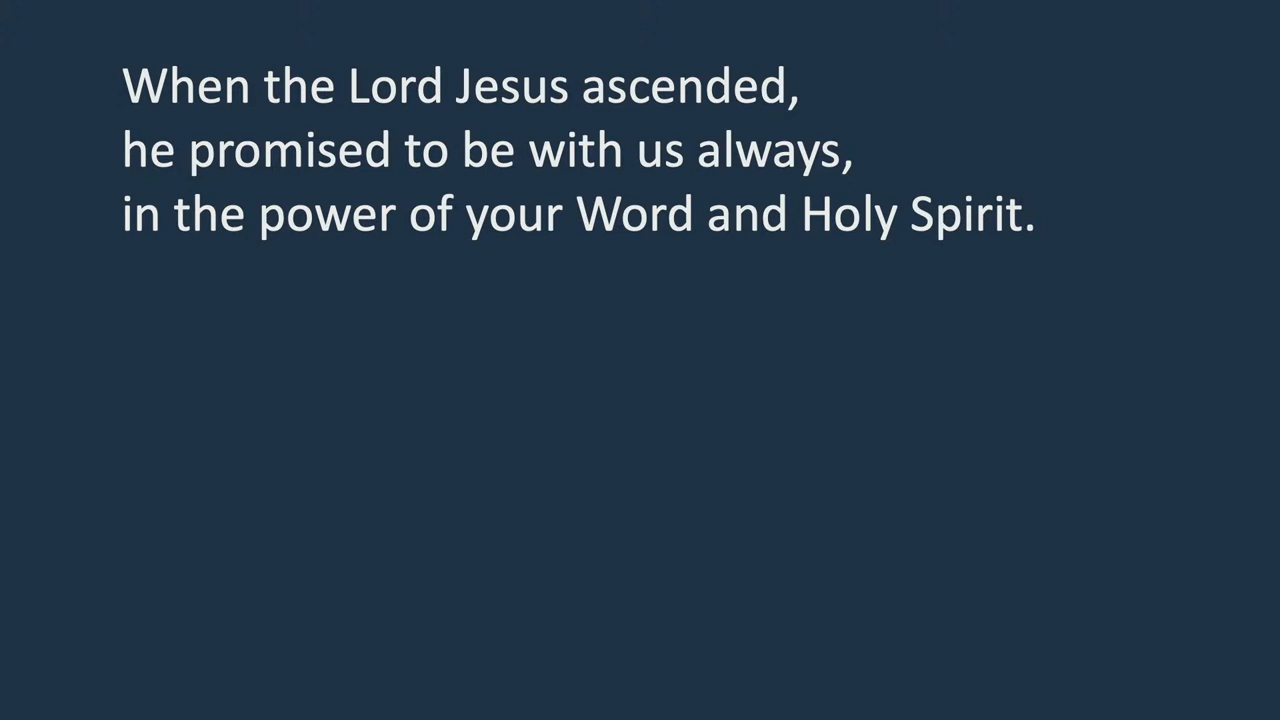 When the Lord Jesus ascended,
he promised to be with us always,
in the power of your Word and Holy Spirit.